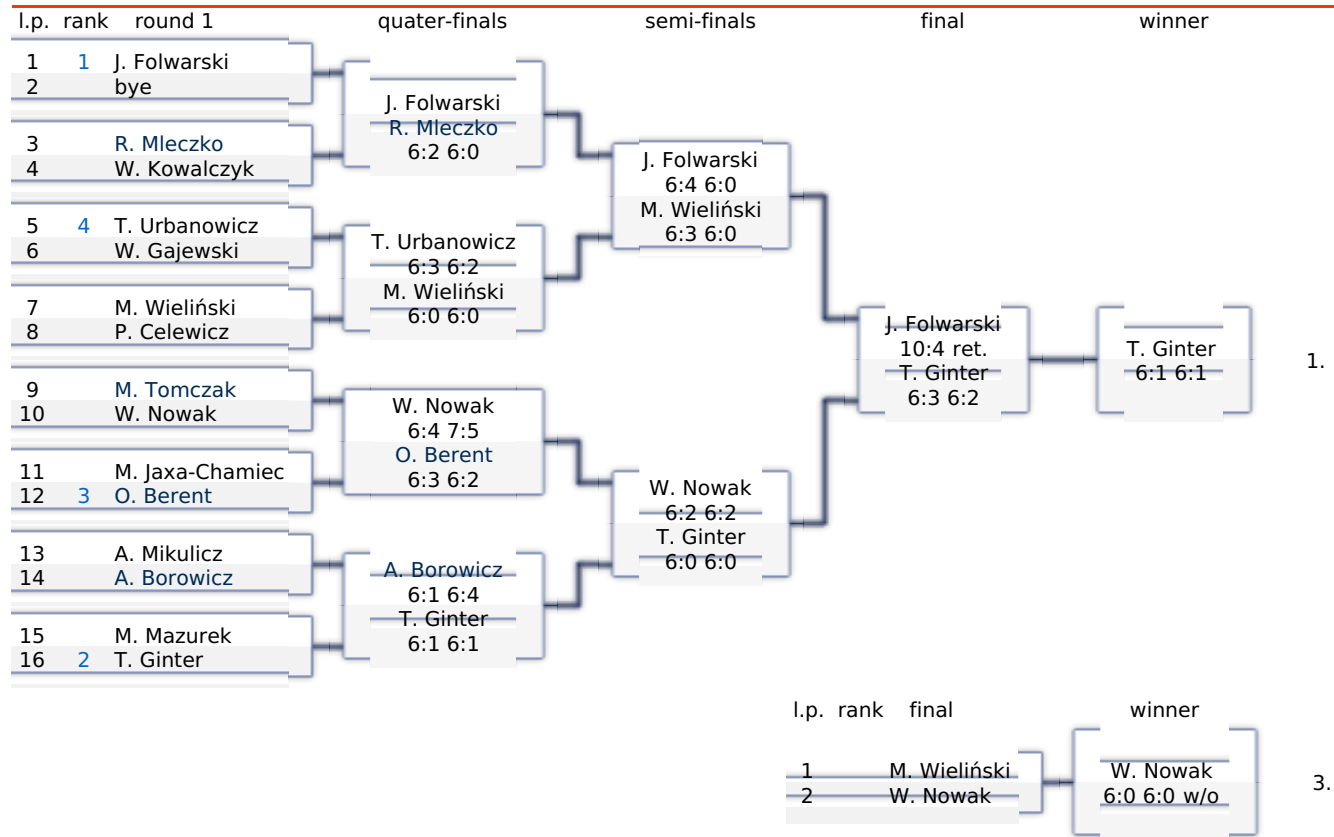 l.p. rank round 1 quater-finals semi-finals final winner
1 1 J. Folwarski
2 bye
J. Folwarski
R. Mleczko
6:2 6:0
3 R. Mleczko
4 W. Kowalczyk
J. Folwarski
6:4 6:0
M. Wieliński
6:3 6:0
5 4 T. Urbanowicz
6 W. Gajewski
T. Urbanowicz
6:3 6:2
M. Wieliński
6:0 6:0
7 M. Wieliński
8 P. Celewicz
J. Folwarski
10:4 ret.
T. Ginter
6:3 6:2
T. Ginter
6:1 6:1
1.
9 M. Tomczak
10 W. Nowak
W. Nowak
6:4 7:5
O. Berent
6:3 6:2
11 M. Jaxa-Chamiec
12 3 O. Berent
W. Nowak
6:2 6:2
T. Ginter
6:0 6:0
13 A. Mikulicz
14 A. Borowicz
A. Borowicz
6:1 6:4
T. Ginter
6:1 6:1
15 M. Mazurek
16 2 T. Ginter
l.p. rank final winner
1 M. Wieliński
2 W. Nowak
W. Nowak
6:0 6:0 w/o
3.